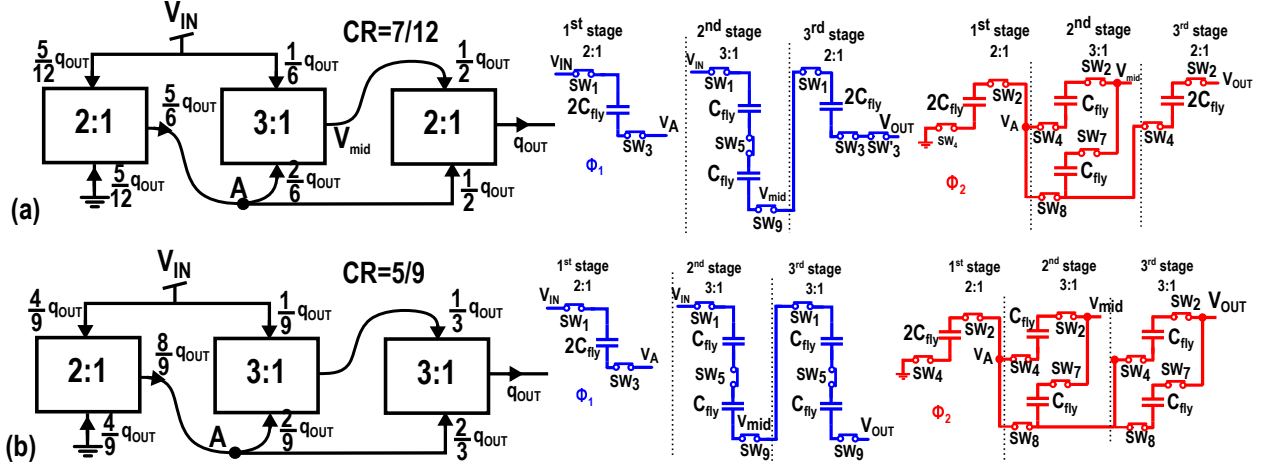 V_IN
CR=7/12
5/12 q_OUT
1/6 q_OUT
1/2 q_OUT
2:1
5/6 q_OUT
3:1
V_mid
2:1
q_OUT
5/12 q_OUT
A
2/6 q_OUT
1/2 q_OUT
(a)
1st stage
2:1
2nd stage
3:1
3rd stage
2:1
V_IN
SW1
2C_fly
SW3
V_A
Φ1
V_IN
SW1
C_fly
SW5
C_fly
V_mid
SW9
SW1
2C_fly
V_OUT
SW3 SW'3
1st stage
2:1
2nd stage
3:1
3rd stage
2:1
2C_fly
SW2
SW4
V_A
Φ2
SW2
V_mid
C_fly
SW4
SW7
C_fly
SW8
SW2
V_OUT
2C_fly
SW4
V_IN
CR=5/9
4/9 q_OUT
1/9 q_OUT
1/3 q_OUT
2:1
8/9 q_OUT
3:1
3:1
q_OUT
4/9 q_OUT
A
2/9 q_OUT
2/3 q_OUT
(b)
1st stage
2:1
2nd stage
3:1
3rd stage
3:1
V_IN
SW1
2C_fly
SW3
V_A
Φ1
V_IN
SW1
C_fly
SW5
C_fly
V_mid
SW9
SW1
C_fly
SW5
C_fly
V_OUT
SW9
1st stage
2:1
2nd stage
3:1
3rd stage
3:1
2C_fly
SW2
SW4
V_A
Φ2
C_fly
SW2
V_mid
SW4
SW7
C_fly
SW8
SW2
V_OUT
C_fly
SW4
SW7
C_fly
SW8